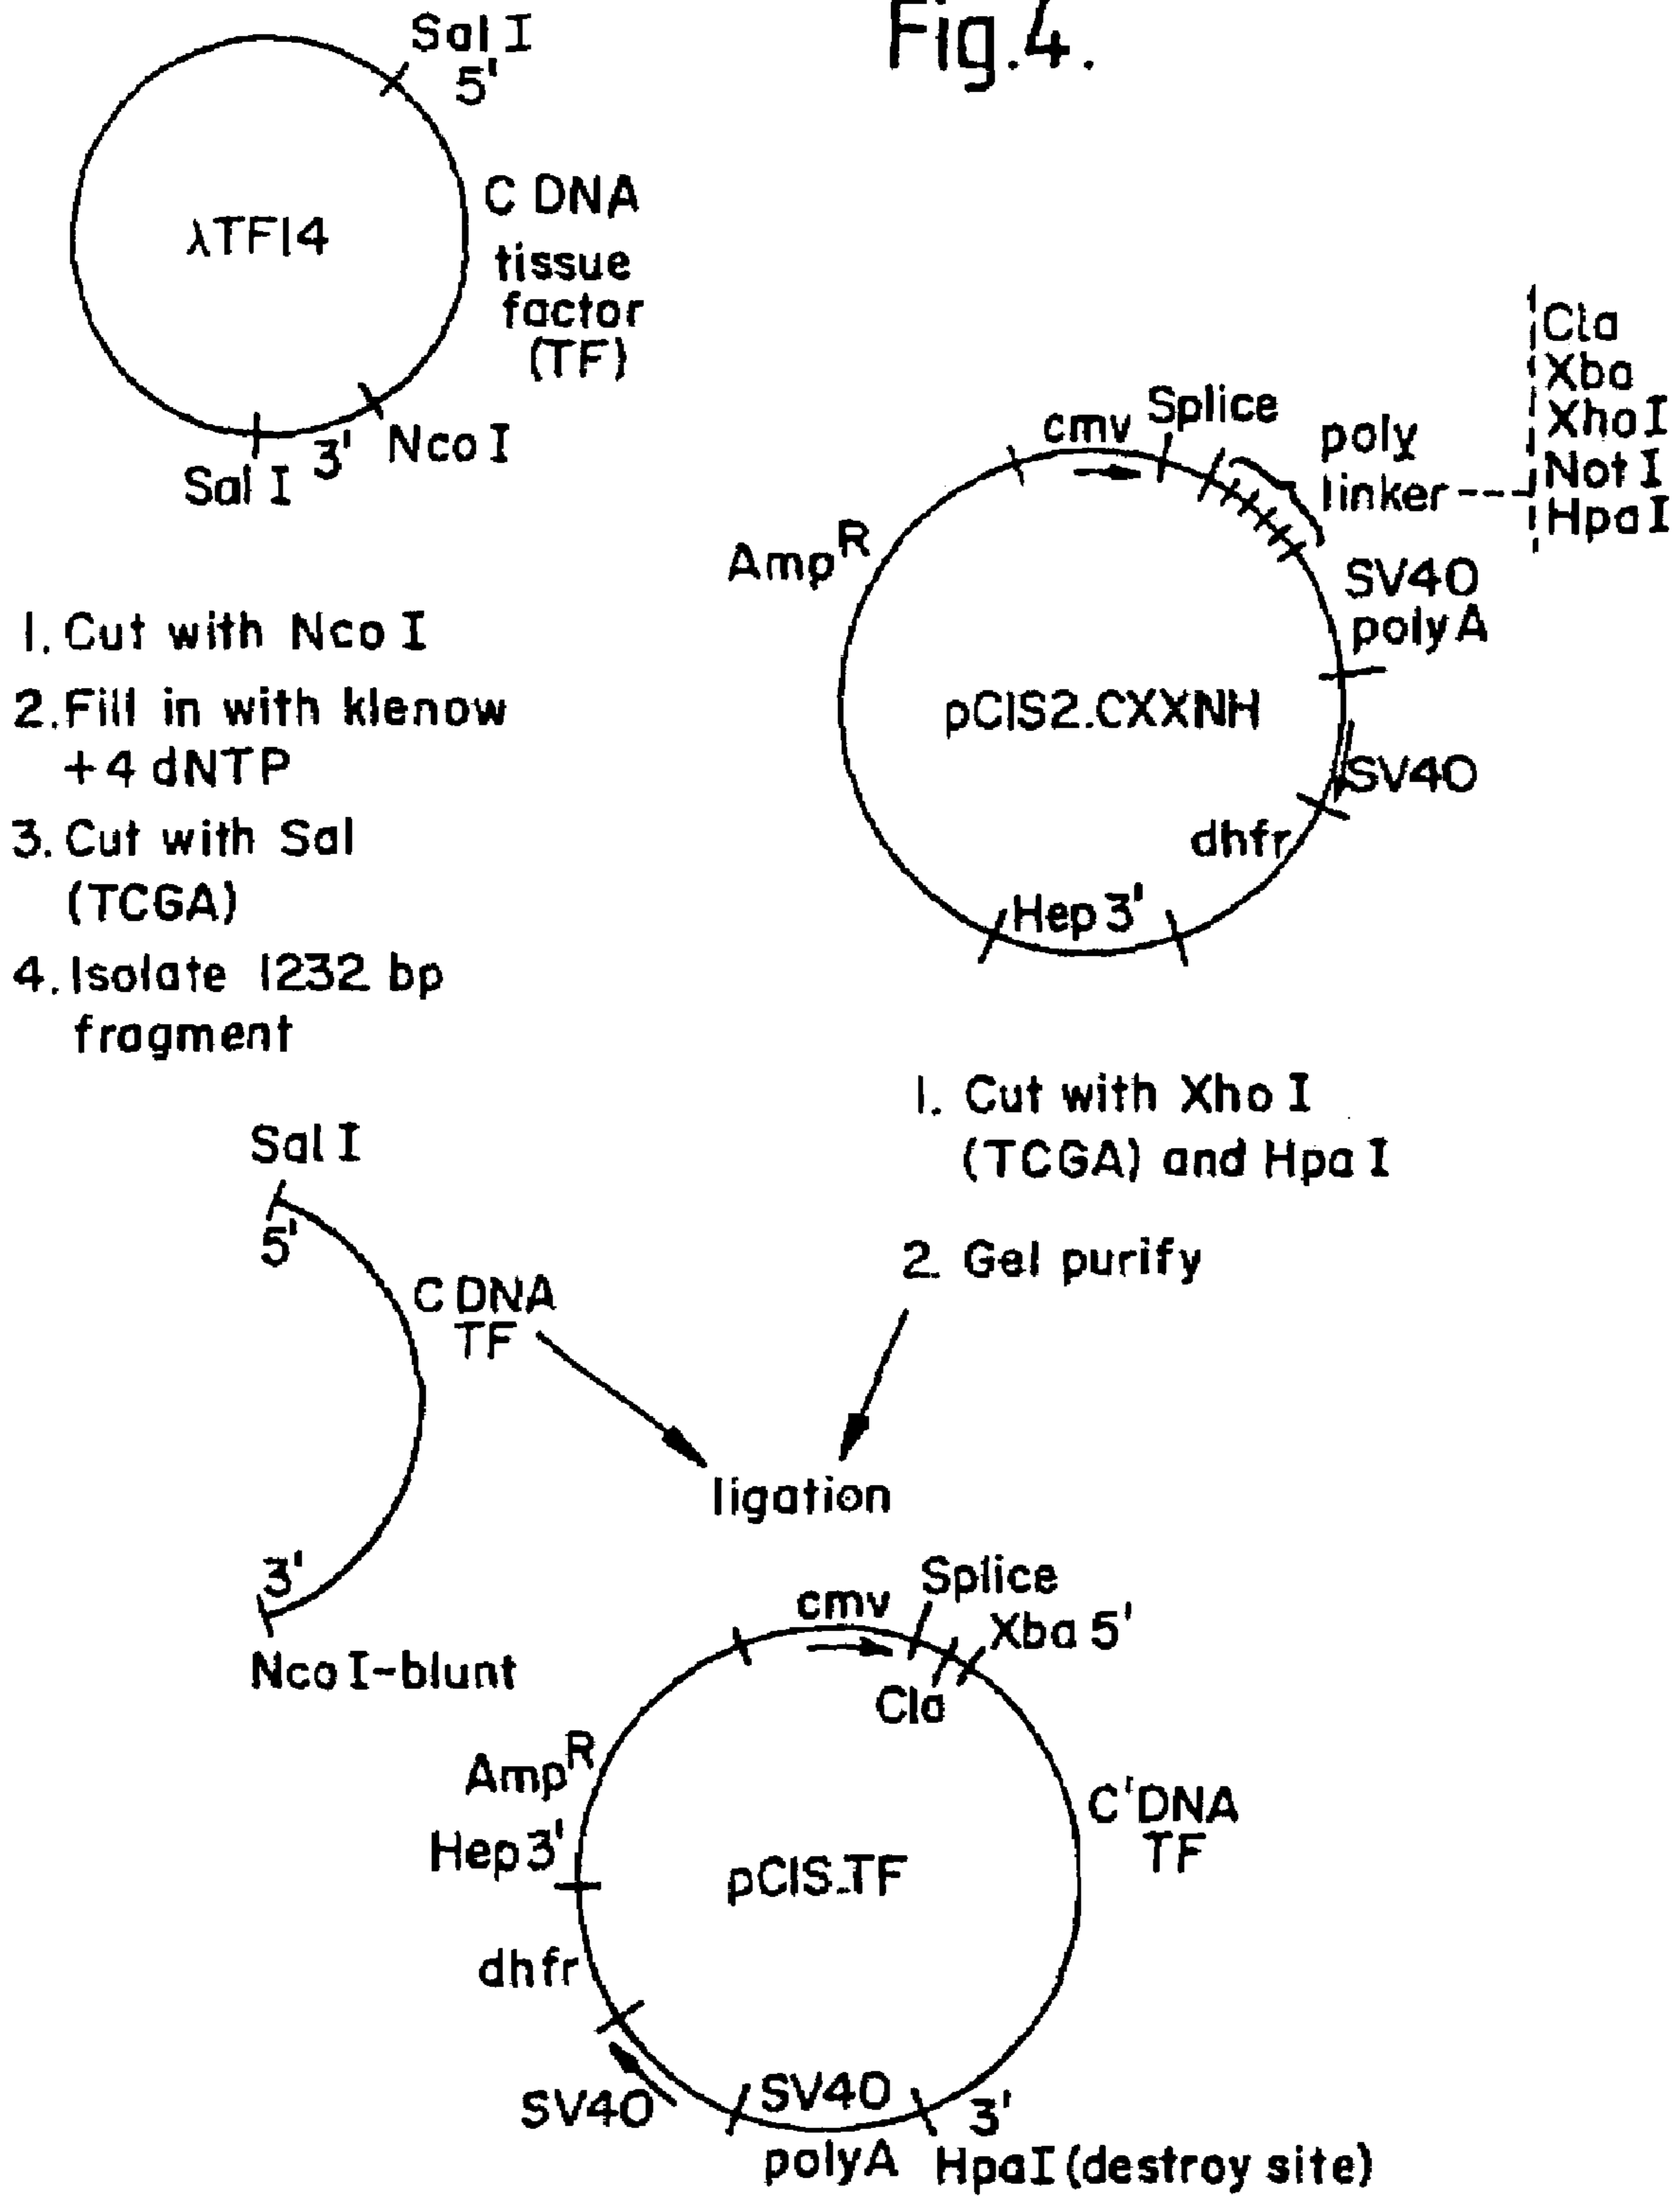 Fig.4.
Sal I
5'
C DNA
tissue
factor
(TF)
λTF14
Nco I
3'
Sal I
1. Cut with Nco I
2. Fill in with klenow
+4 dNTP
3. Cut with Sal
(TCGA)
4. Isolate 1232 bp
fragment
Cla
Xba
Xho I
Not I
Hpa I
poly
linker
Splice
cmv
Amp R
SV40
poly A
pCIS2.CXXNH
SV40
dhfr
Hep 3'
1. Cut with Xho I
(TCGA) and Hpa I
2. Gel purify
Sal I
5'
C DNA
TF
3'
Nco I-blunt
ligation
Splice
cmv
Xba 5'
Cla
Amp R
C'DNA
TF
Hep 3'
pCIS.TF
dhfr
SV40
SV40
polyA
3'
HpaI (destroy site)